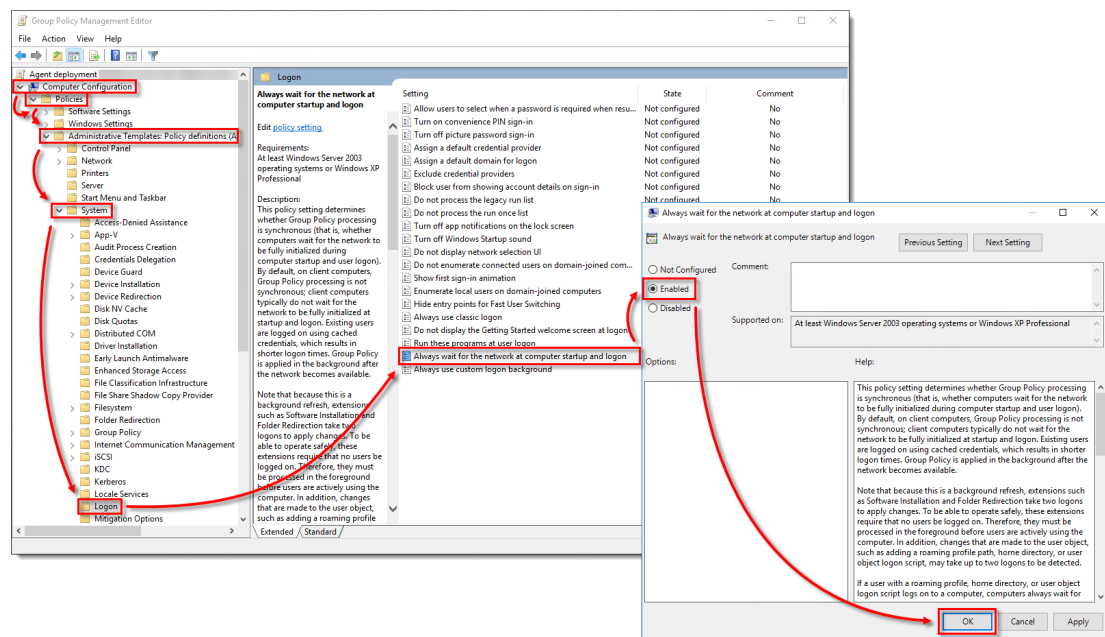 Group Policy Management Editor
File Action View Help
Agent deployment
Computer Configuration
Policies
Software Settings
Windows Settings
Administrative Templates: Policy definitions (A
Control Panel
Network
Printers
Server
Start Menu and Taskbar
System
Access-Denied Assistance
App-V
Audit Process Creation
Credentials Delegation
Device Guard
Device Installation
Device Redirection
Disk NV Cache
Disk Quotas
Distributed COM
Driver Installation
Early Launch Antimalware
Enhanced Storage Access
File Classification Infrastructure
File Share Shadow Copy Provider
Filesystem
Folder Redirection
Group Policy
Internet Communication Management
iSCSI
KDC
Kerberos
Locale Services
Logon
Mitigation Options
Logon
Always wait for the network at
computer startup and logon
Edit policy setting
Requirements:
At least Windows Server 2003
operating systems or Windows XP
Professional
Description:
This policy setting determines
whether Group Policy processing
is synchronous (that is, whether
computers wait for the network to
be fully initialized during
computer startup and user logon).
By default, on client computers,
Group Policy processing is not
synchronous; client computers
typically do not wait for the
network to be fully initialized at
startup and logon. Existing users
are logged on using cached
credentials, which results in
shorter logon times. Group Policy
is applied in the background after
the network becomes available.
Note that because this is a
background refresh, extensions
such as Software Installation and
Folder Redirection take two
logons to apply changes. To be
able to operate safely, these
extensions require that no users be
logged on. Therefore, they must
be processed in the foreground
before users are actively using the
computer. In addition, changes
that are made to the user object,
such as adding a roaming profile
Setting State Comment
Allow users to select when a password is required when resu... Not configured No
Turn on convenience PIN sign-in Not configured No
Turn off picture password sign-in Not configured No
Assign a default credential provider Not configured No
Assign a default domain for logon Not configured No
Exclude credential providers Not configured No
Block user from showing account details on sign-in Not configured No
Do not process the legacy run list Not configured No
Do not process the run once list
Turn off app notifications on the lock screen
Turn off Windows Startup sound
Do not display network selection UI
Do not enumerate connected users on domain-joined com...
Show first sign-in animation
Enumerate local users on domain-joined computers
Hide entry points for Fast User Switching
Always use classic logon
Do not display the Getting Started welcome screen at logon
Run these programs at user logon
Always wait for the network at computer startup and logon
Always use custom logon background
Extended Standard
Always wait for the network at computer startup and logon
Always wait for the network at computer startup and logon
Previous Setting Next Setting
Not Configured
Enabled
Disabled
Comment:
Supported on:
At least Windows Server 2003 operating systems or Windows XP Professional
Options:
Help:
This policy setting determines whether Group Policy processing
is synchronous (that is, whether computers wait for the network
to be fully initialized during computer startup and user logon).
By default, on client computers, Group Policy processing is not
synchronous; client computers typically do not wait for the
network to be fully initialized at startup and logon. Existing users
are logged on using cached credentials, which results in shorter
logon times. Group Policy is applied in the background after the
network becomes available.
Note that because this is a background refresh, extensions such
as Software Installation and Folder Redirection take two logons
to apply changes. To be able to operate safely, these extensions
require that no users be logged on. Therefore, they must be
processed in the foreground before users are actively using the
computer. In addition, changes that are made to the user object,
such as adding a roaming profile path, home directory, or user
object logon script, may take up to two logons to be detected.
If a user with a roaming profile, home directory, or user object
logon script logs on to a computer, computers always wait for
OK Cancel Apply